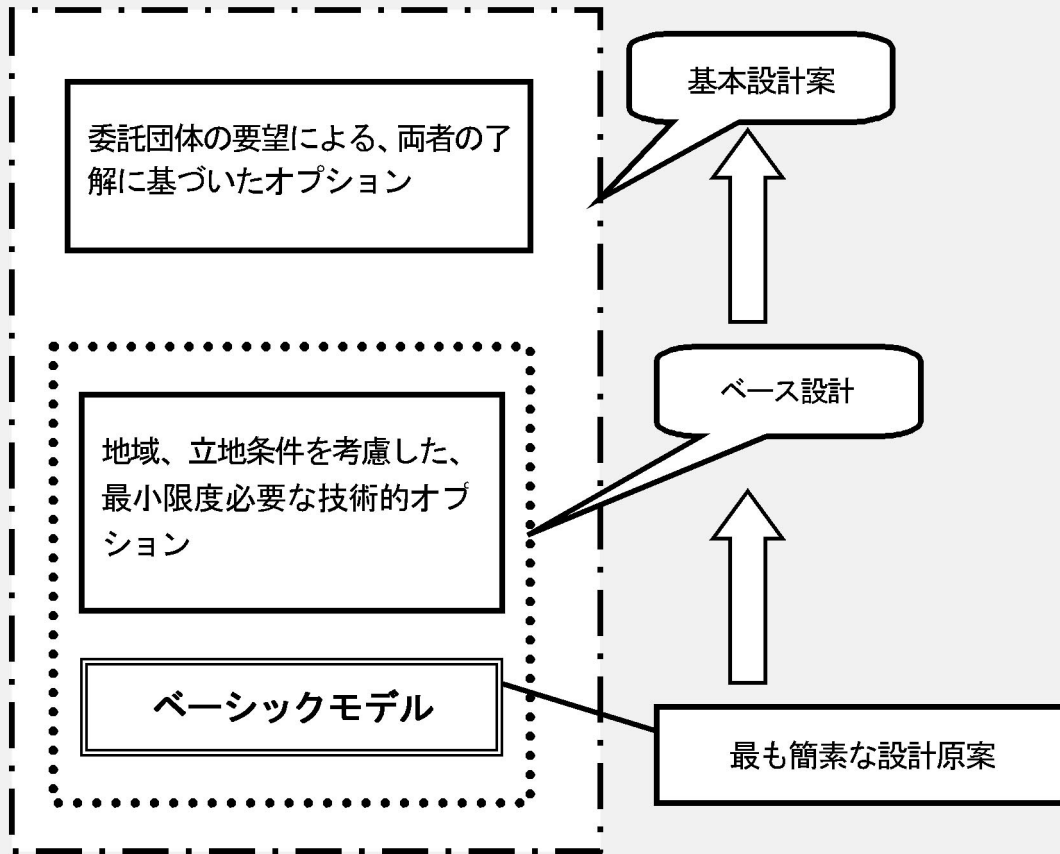 基本設計案
委託団体の要望による、両者の了
解に基づいたオプション
ベース設計
地域、立地条件を考慮した、
最小限度必要な技術的オプ
ション
ベーシックモデル
最も簡素な設計原案